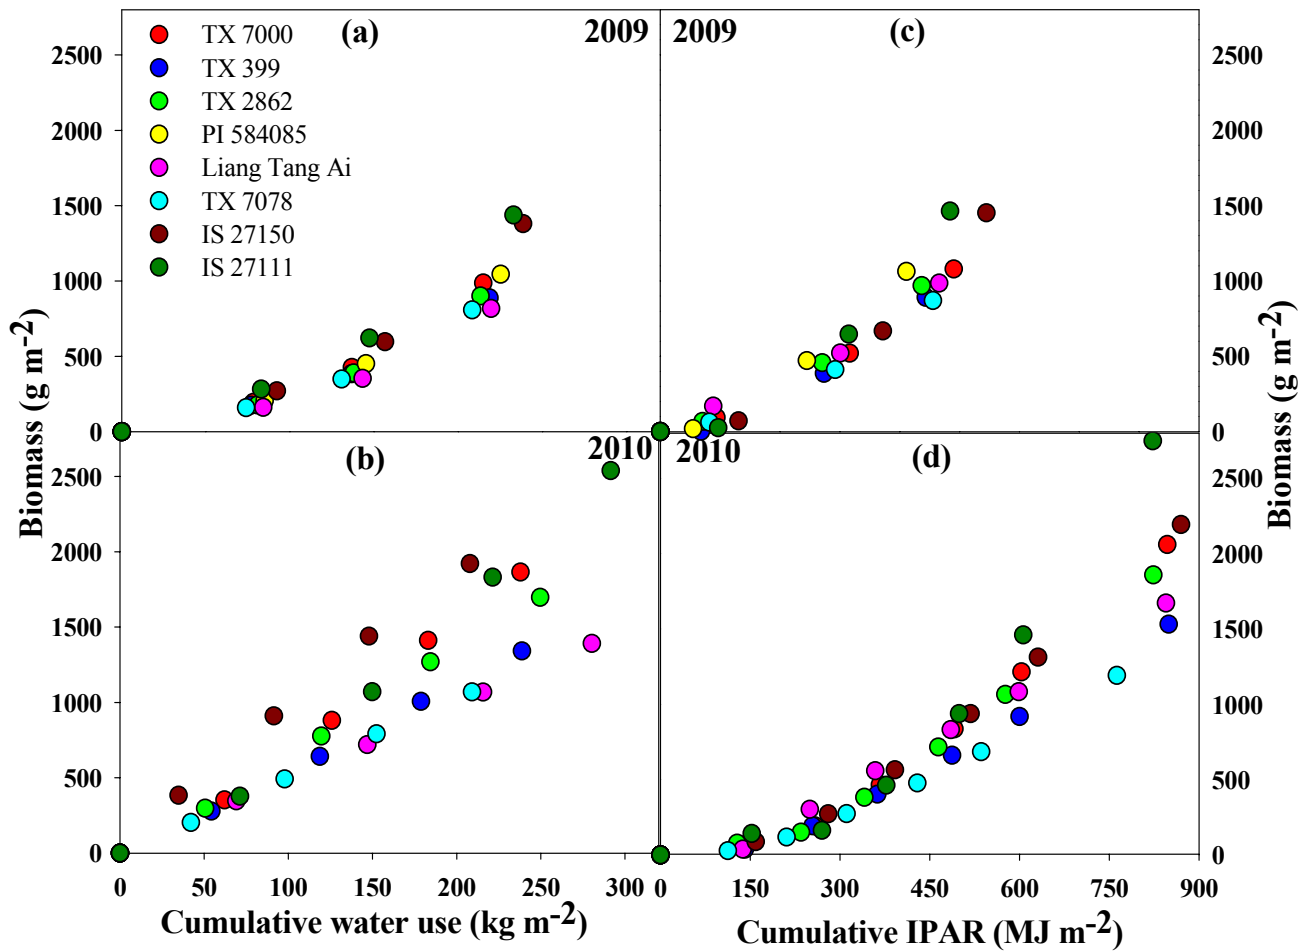 (a) 2009
2009 (c)
TX 7000
TX 399
TX 2862
PI 584085
Liang Tang Ai
TX 7078
IS 27150
IS 27111
2500
2000
1500
1000
500
0
2500
2000
1500
1000
500
0
(b) 2010
2010 (d)
2500
2000
1500
1000
500
0
2500
2000
1500
1000
500
0
Biomass (g m-2)
Biomass (g m-2)
0 50 100 150 200 250 300
0 150 300 450 600 750 900
Cumulative water use (kg m-2)
Cumulative IPAR (MJ m-2)